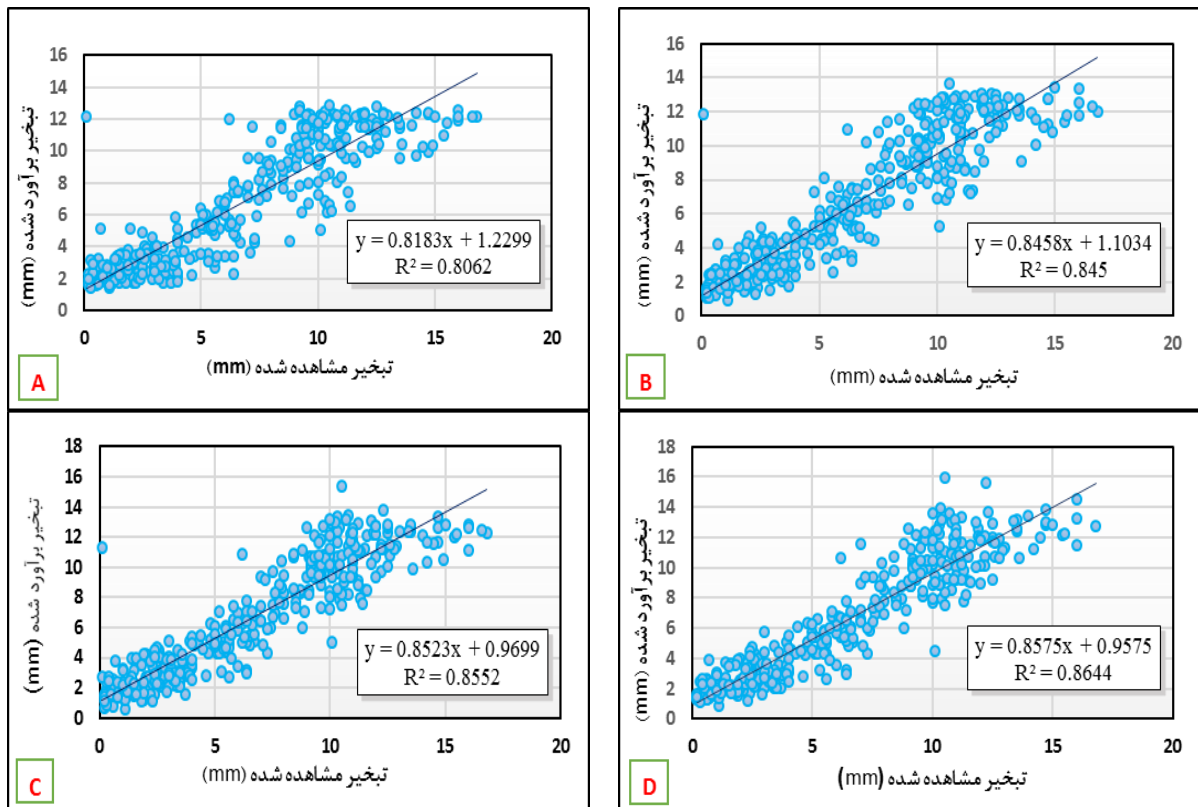 16
14
12
10
8
6
4
2
0
تبخیر برآورد شده (mm)
y = 0.8183x + 1.2299
R² = 0.8062
0 5 10 15 20
تبخیر مشاهده شده (mm)
A
16
14
12
10
8
6
4
2
0
تبخیر برآورد شده (mm)
y = 0.8458x + 1.1034
R² = 0.845
0 5 10 15 20
تبخیر مشاهده شده (mm)
B
18
16
14
12
10
8
6
4
2
0
تبخیر برآورد شده (mm)
y = 0.8523x + 0.9699
R² = 0.8552
0 5 10 15 20
تبخیر مشاهده شده (mm)
C
18
16
14
12
10
8
6
4
2
0
تبخیر برآورد شده (mm)
y = 0.8575x + 0.9575
R² = 0.8644
0 5 10 15 20
تبخیر مشاهده شده (mm)
D